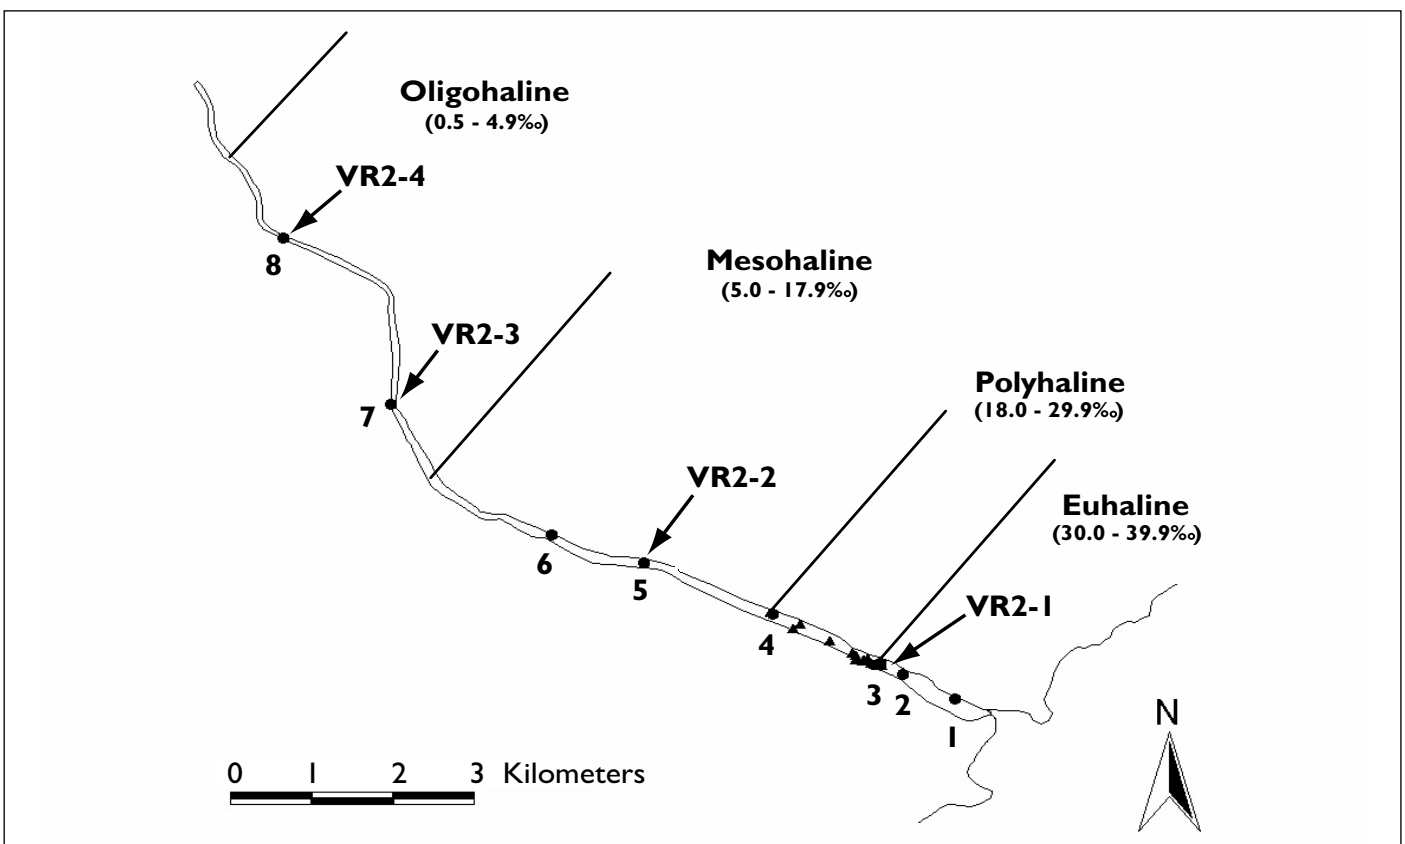 Oligohaline
(0.5 - 4.9‰)
VR2-4
8
Mesohaline
(5.0 - 17.9‰)
VR2-3
7
Polyhaline
(18.0 - 29.9‰)
VR2-2
Euhaline
(30.0 - 39.9‰)
6
5
VR2-1
4
3
2
1
N
0 1 2 3 Kilometers